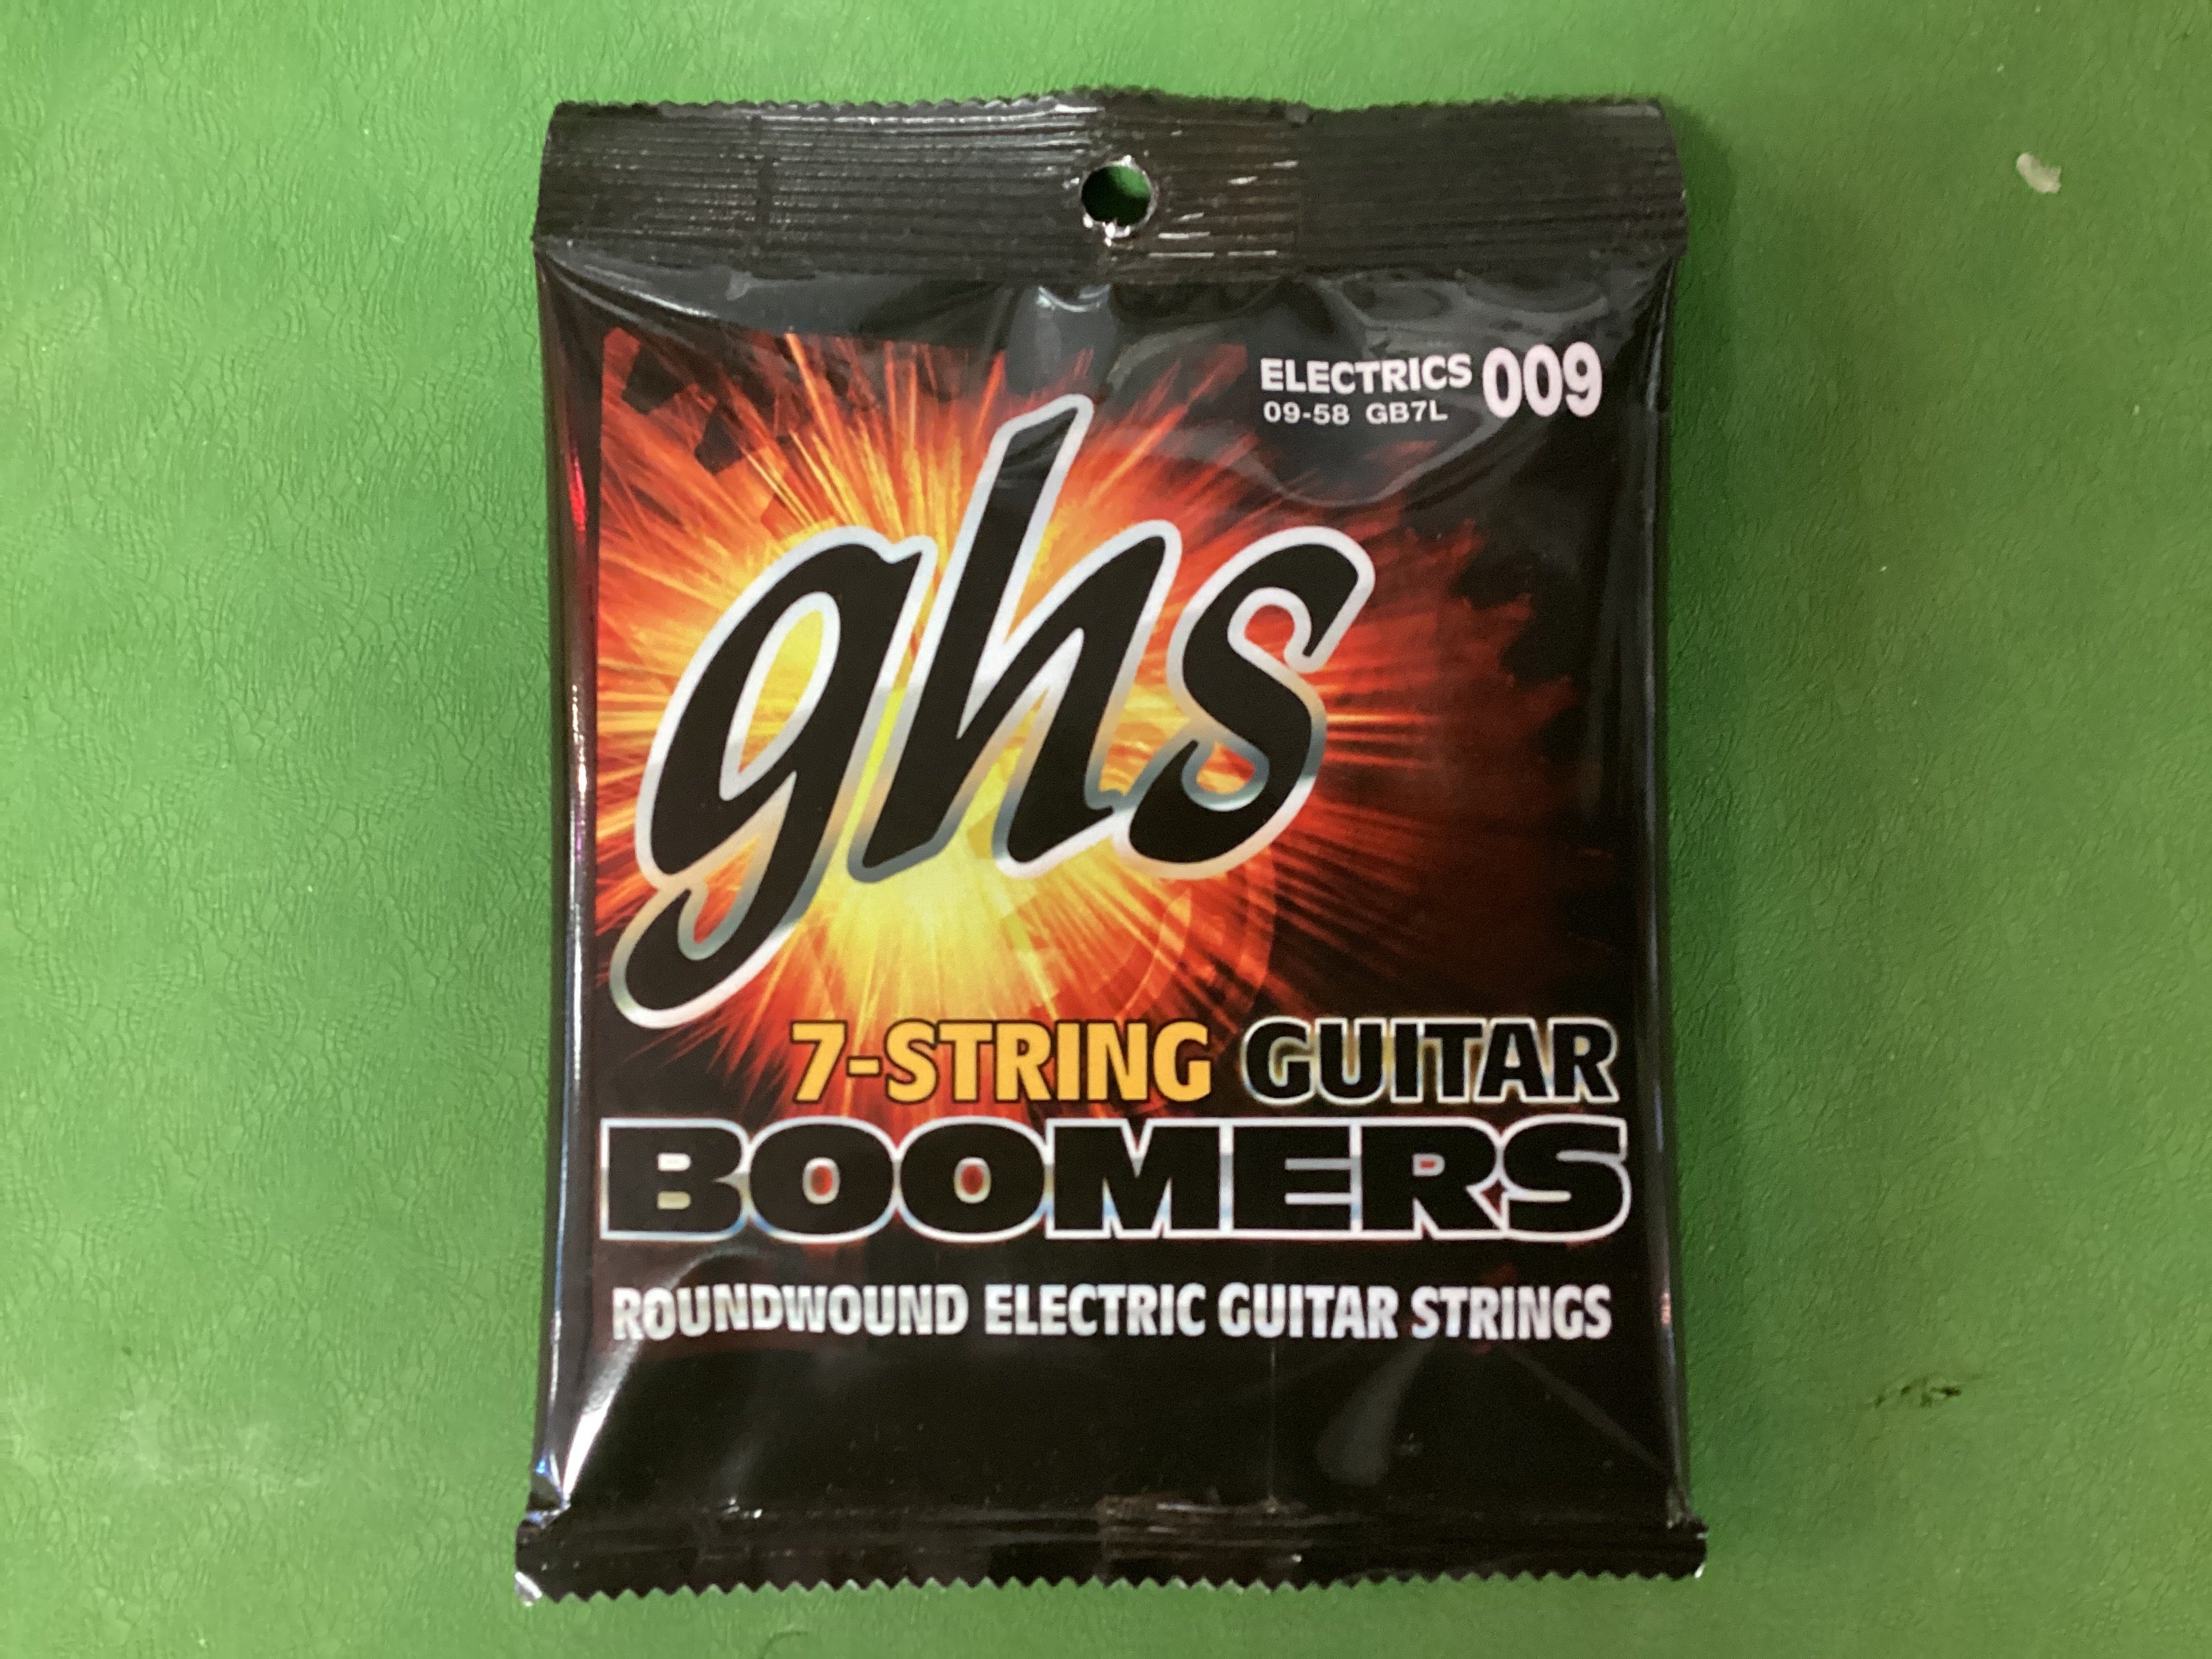 ELECTRICS 009
09-58 GB7L
ghs
7-STRING GUITAR
BOOMERS
ROUNDWOUND ELECTRIC GUITAR STRINGS